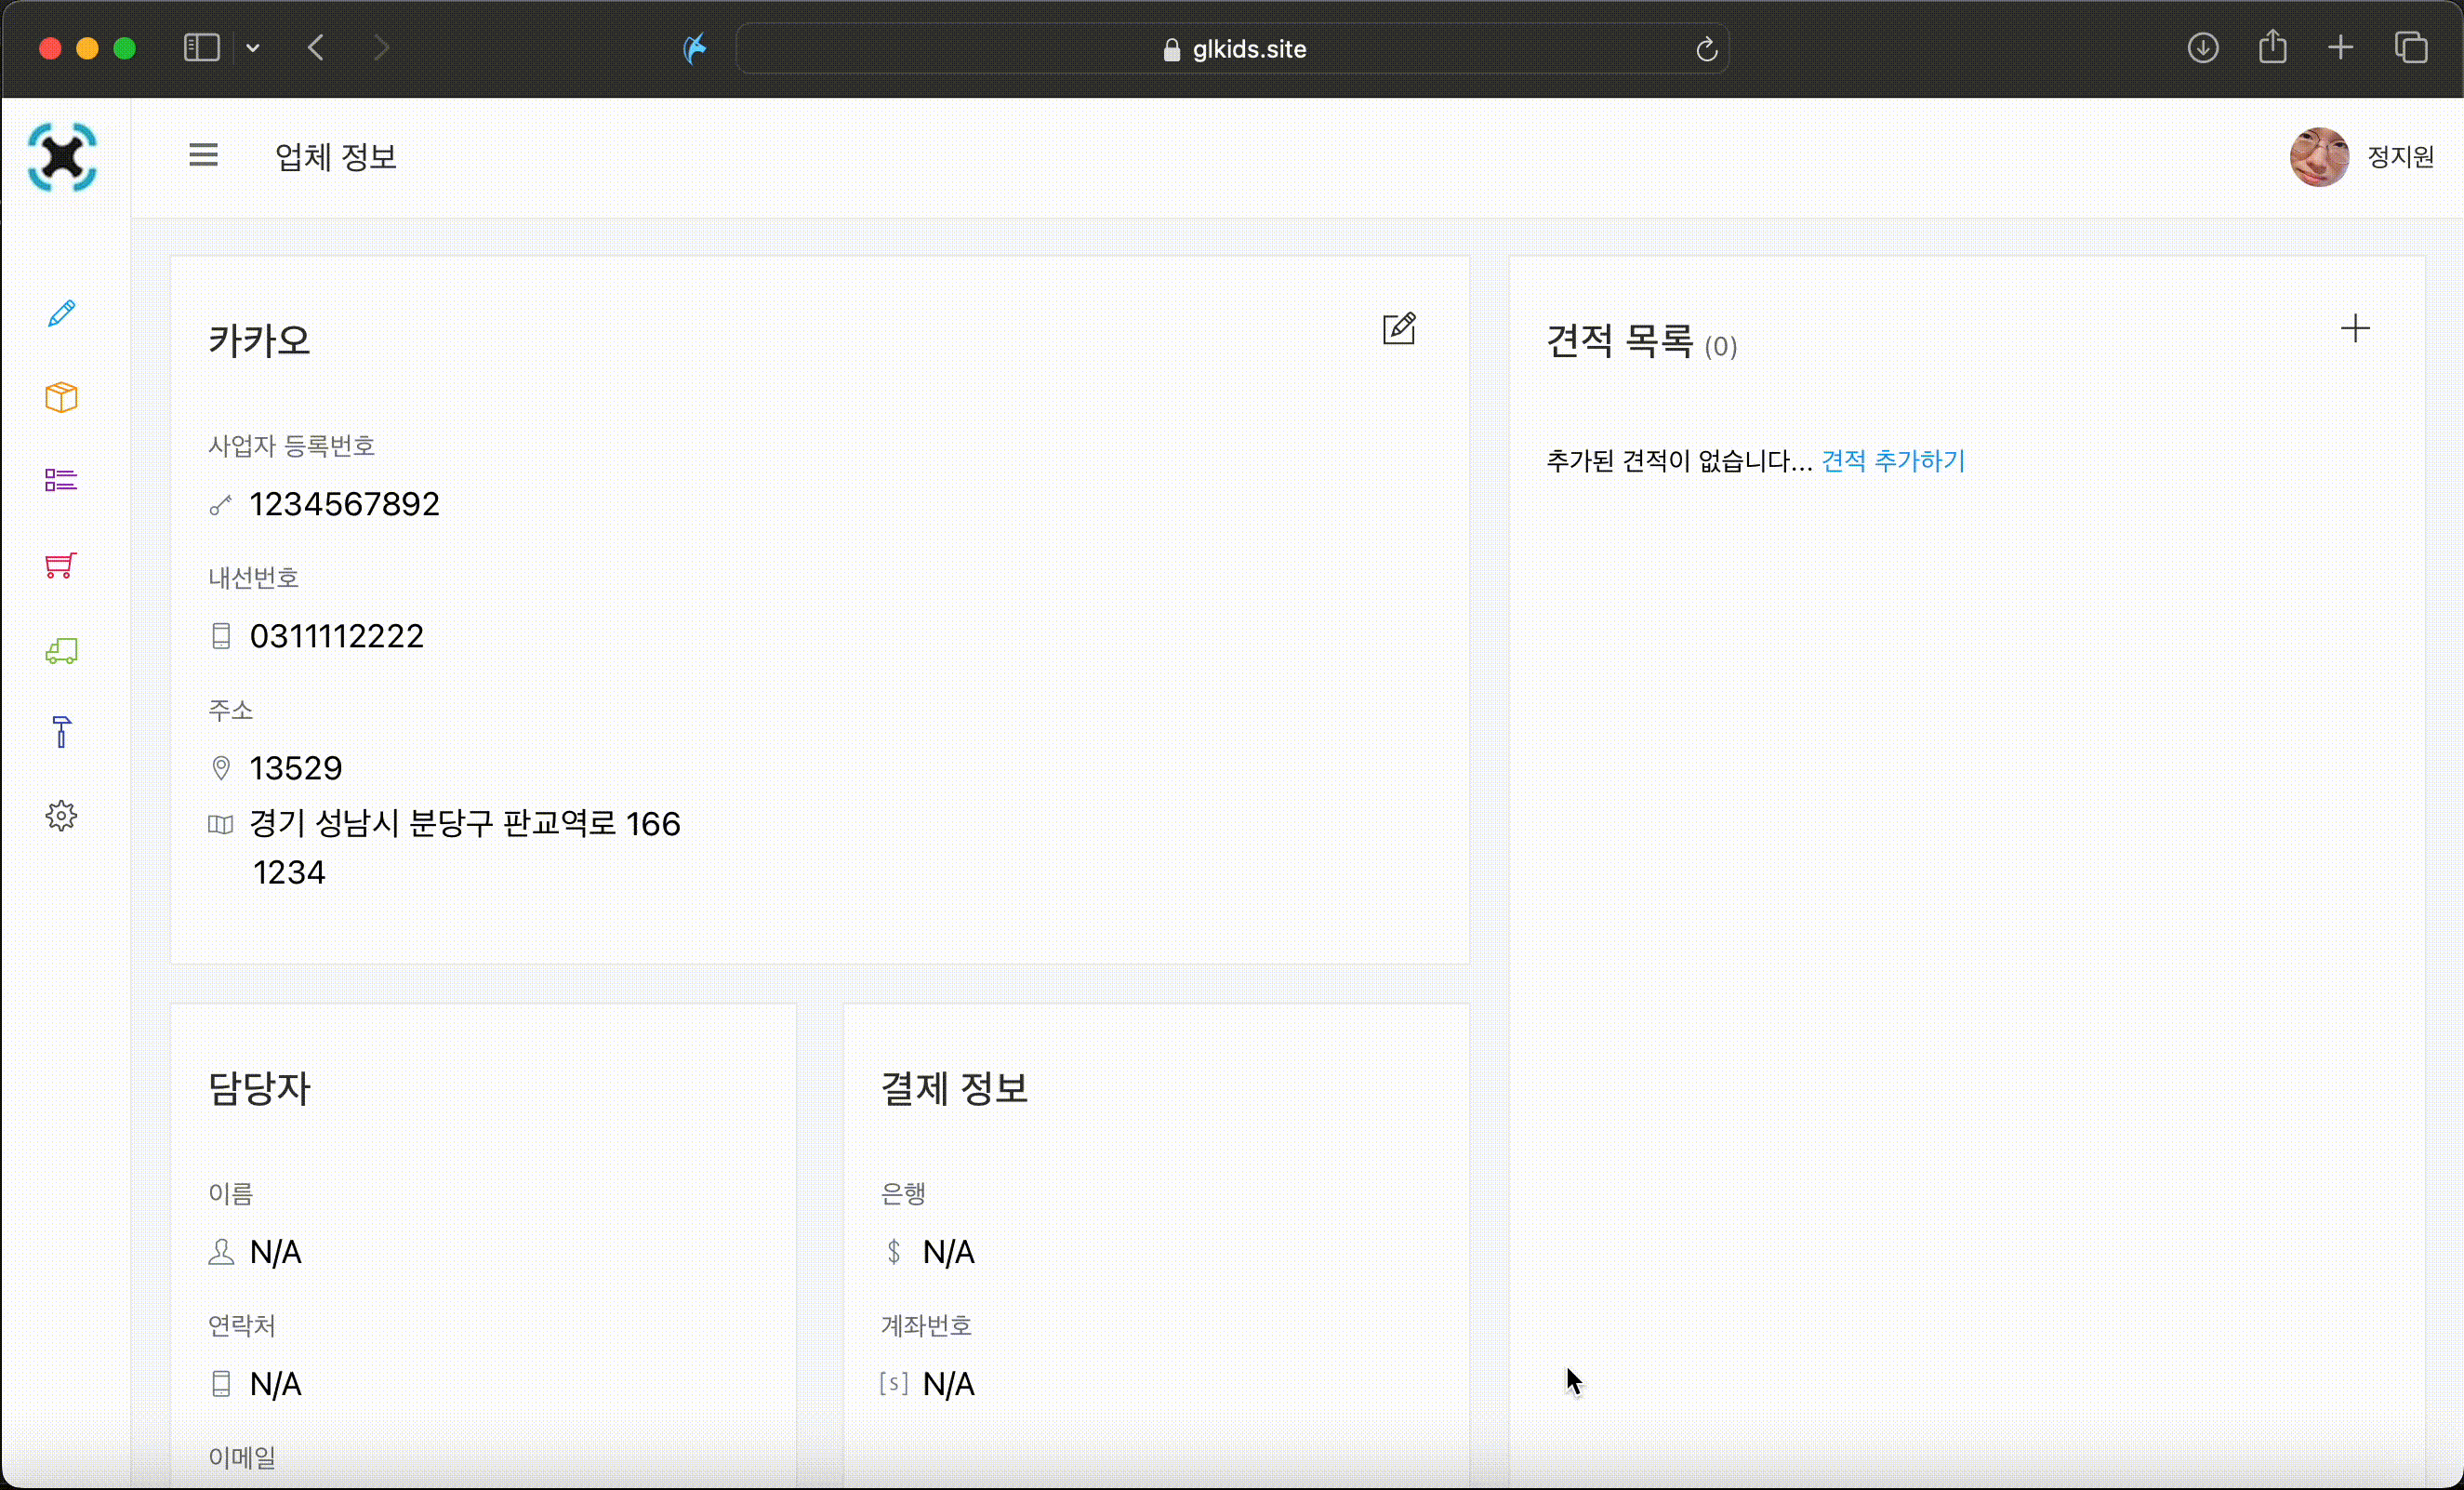 glkids.site
업체 정보
정지원
카카오
사업자 등록번호
1234567892
내선번호
0311112222
주소
13529
경기 성남시 분당구 판교역로 166
1234
견적 목록 (0)
추가된 견적이 없습니다... 견적 추가하기
담당자
이름
N/A
연락처
N/A
이메일
결제 정보
은행
$ N/A
계좌번호
[s] N/A